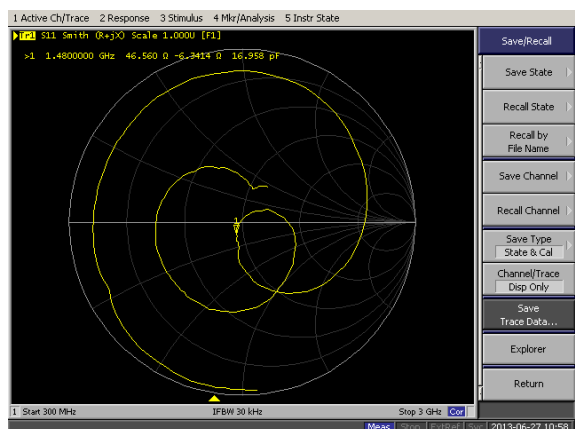 1 Active Ch/Trace 2 Response 3 Stimulus 4 Mkr/Analysis 5 Instr State
Tr1 S11 Smith (R+jX) Scale 1.000U [F1]
>1 1.4800000 GHz 46.560 Ω -6.3414 Ω 16.958 pF
1
Save/Recall
Save State
Recall State
Recall by
File Name
Save Channel
Recall Channel
Save Type
State & Cal
Channel/Trace
Disp Only
Save
Trace Data...
Explorer
Return
1 Start 300 MHz IFBW 30 kHz Stop 3 GHz Cor
Meas Stop ExtRef Svc 2013-06-27 10:58